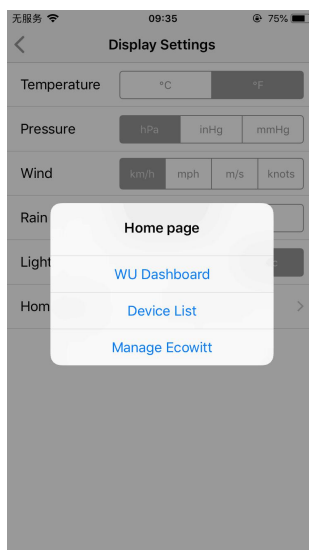 无服务 09:35 75%
Display Settings
Temperature °C °F
Pressure hPa inHg mmHg
Wind km/h mph m/s knots
Rain
Home page
Light
WU Dashboard
Hom
Device List
Manage Ecowitt